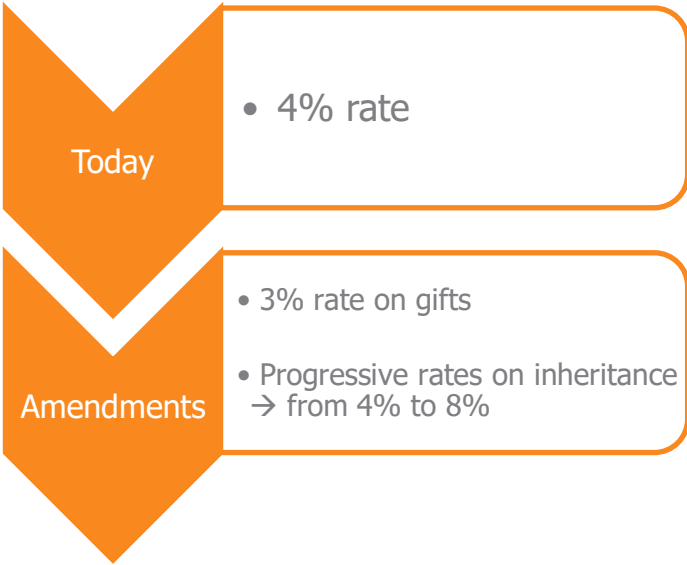 Today
• 4% rate
Amendments
• 3% rate on gifts
• Progressive rates on inheritance
→ from 4% to 8%